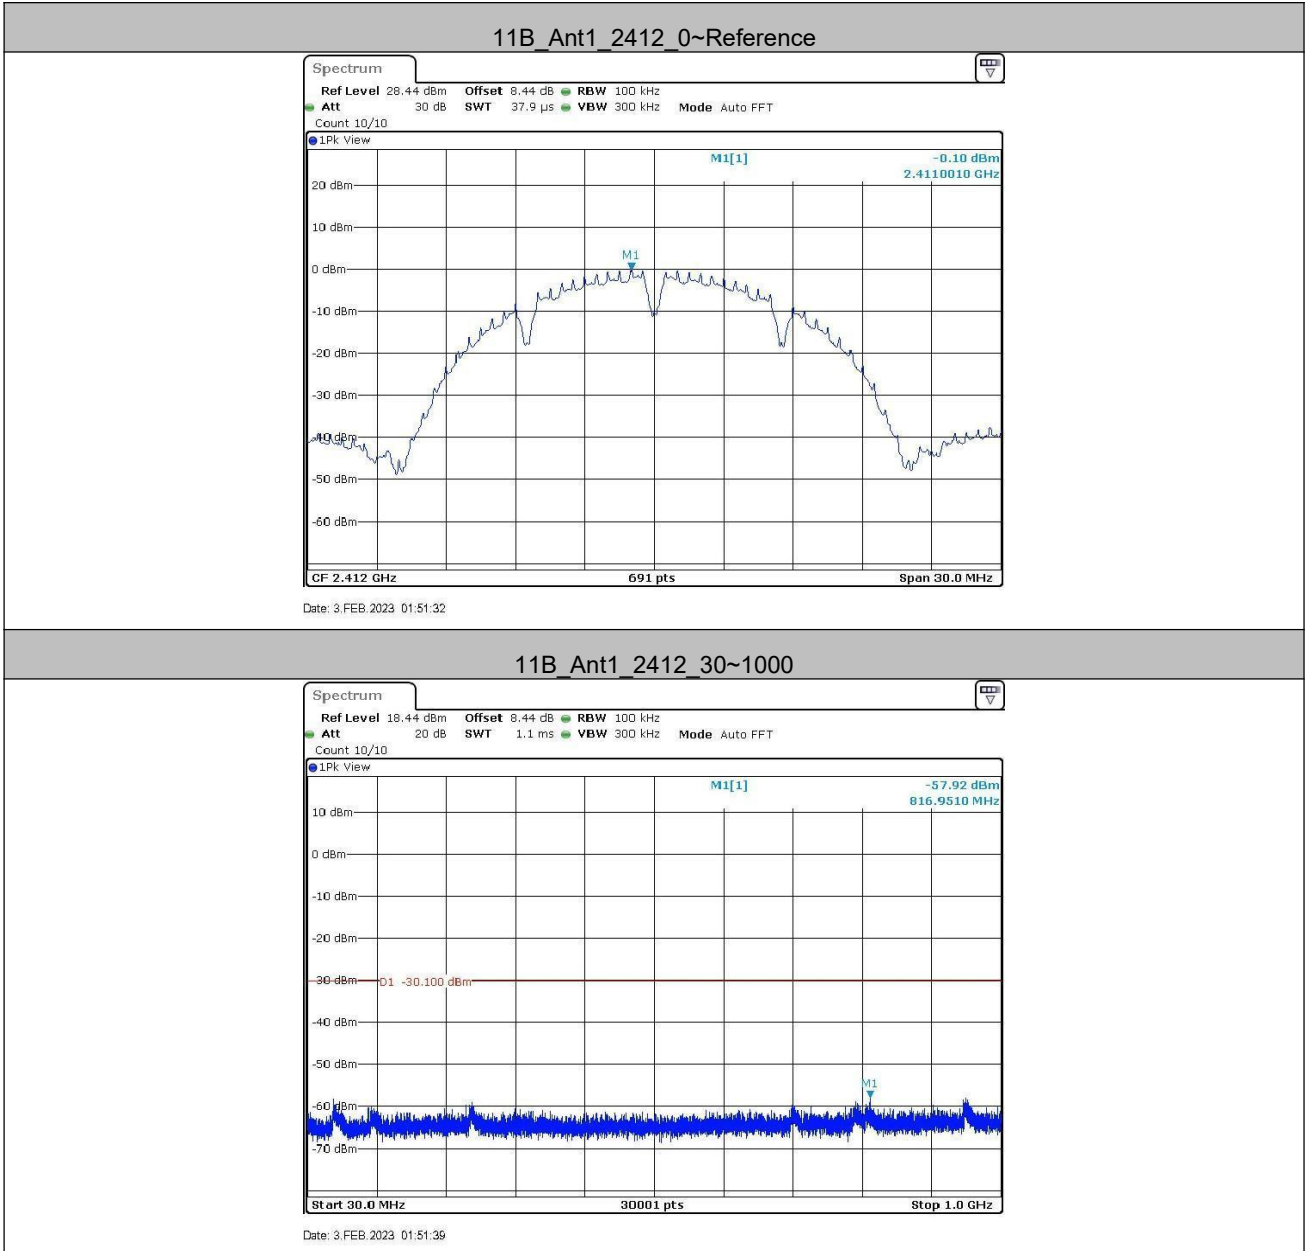 11B_Ant1_2412_0~Reference
Spectrum
Ref Level 28.44 dBm Offset 8.44 dB RBW 100 kHz
Att 30 dB SWT 37.9 µs VBW 300 kHz Mode Auto FFT
Count 10/10
1Pk View
M1[1] -0.10 dBm
2.4110010 GHz
20 dBm
10 dBm
M1
0 dBm
-10 dBm
-20 dBm
-30 dBm
-40 dBm
-50 dBm
-60 dBm
CF 2.412 GHz 691 pts Span 30.0 MHz
Date: 3.FEB.2023 01:51:32
11B_Ant1_2412_30~1000
Spectrum
Ref Level 18.44 dBm Offset 8.44 dB RBW 100 kHz
Att 20 dB SWT 1.1 ms VBW 300 kHz Mode Auto FFT
Count 10/10
1Pk View
M1[1] -57.92 dBm
816.9510 MHz
10 dBm
0 dBm
-10 dBm
-20 dBm
-30 dBm D1 -30.100 dBm
-40 dBm
-50 dBm
M1
-60 dBm
-70 dBm
Start 30.0 MHz 30001 pts Stop 1.0 GHz
Date: 3.FEB.2023 01:51:39